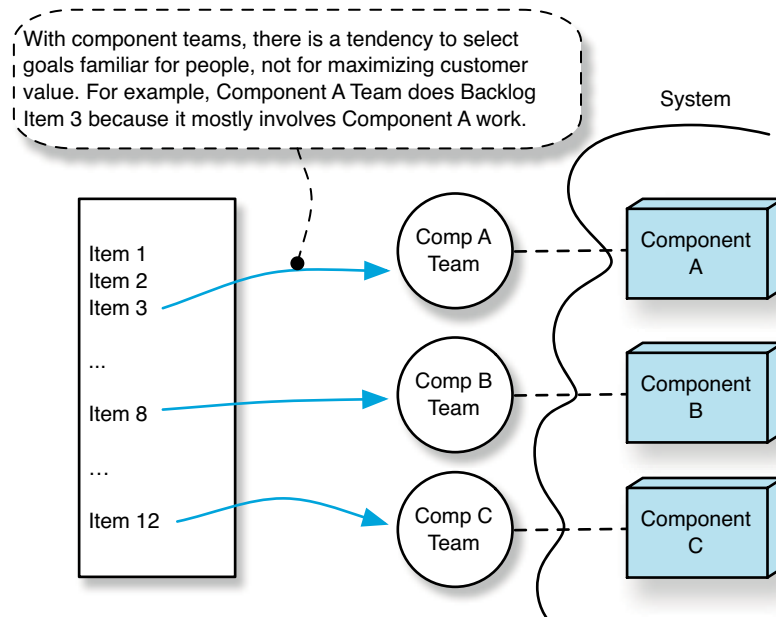 With component teams, there is a tendency to select
goals familiar for people, not for maximizing customer
value. For example, Component A Team does Backlog
Item 3 because it mostly involves Component A work.
System
Item 1
Item 2
Item 3
...
Item 8
...
Item 12
Comp A
Team
Comp B
Team
Comp C
Team
Component
A
Component
B
Component
C